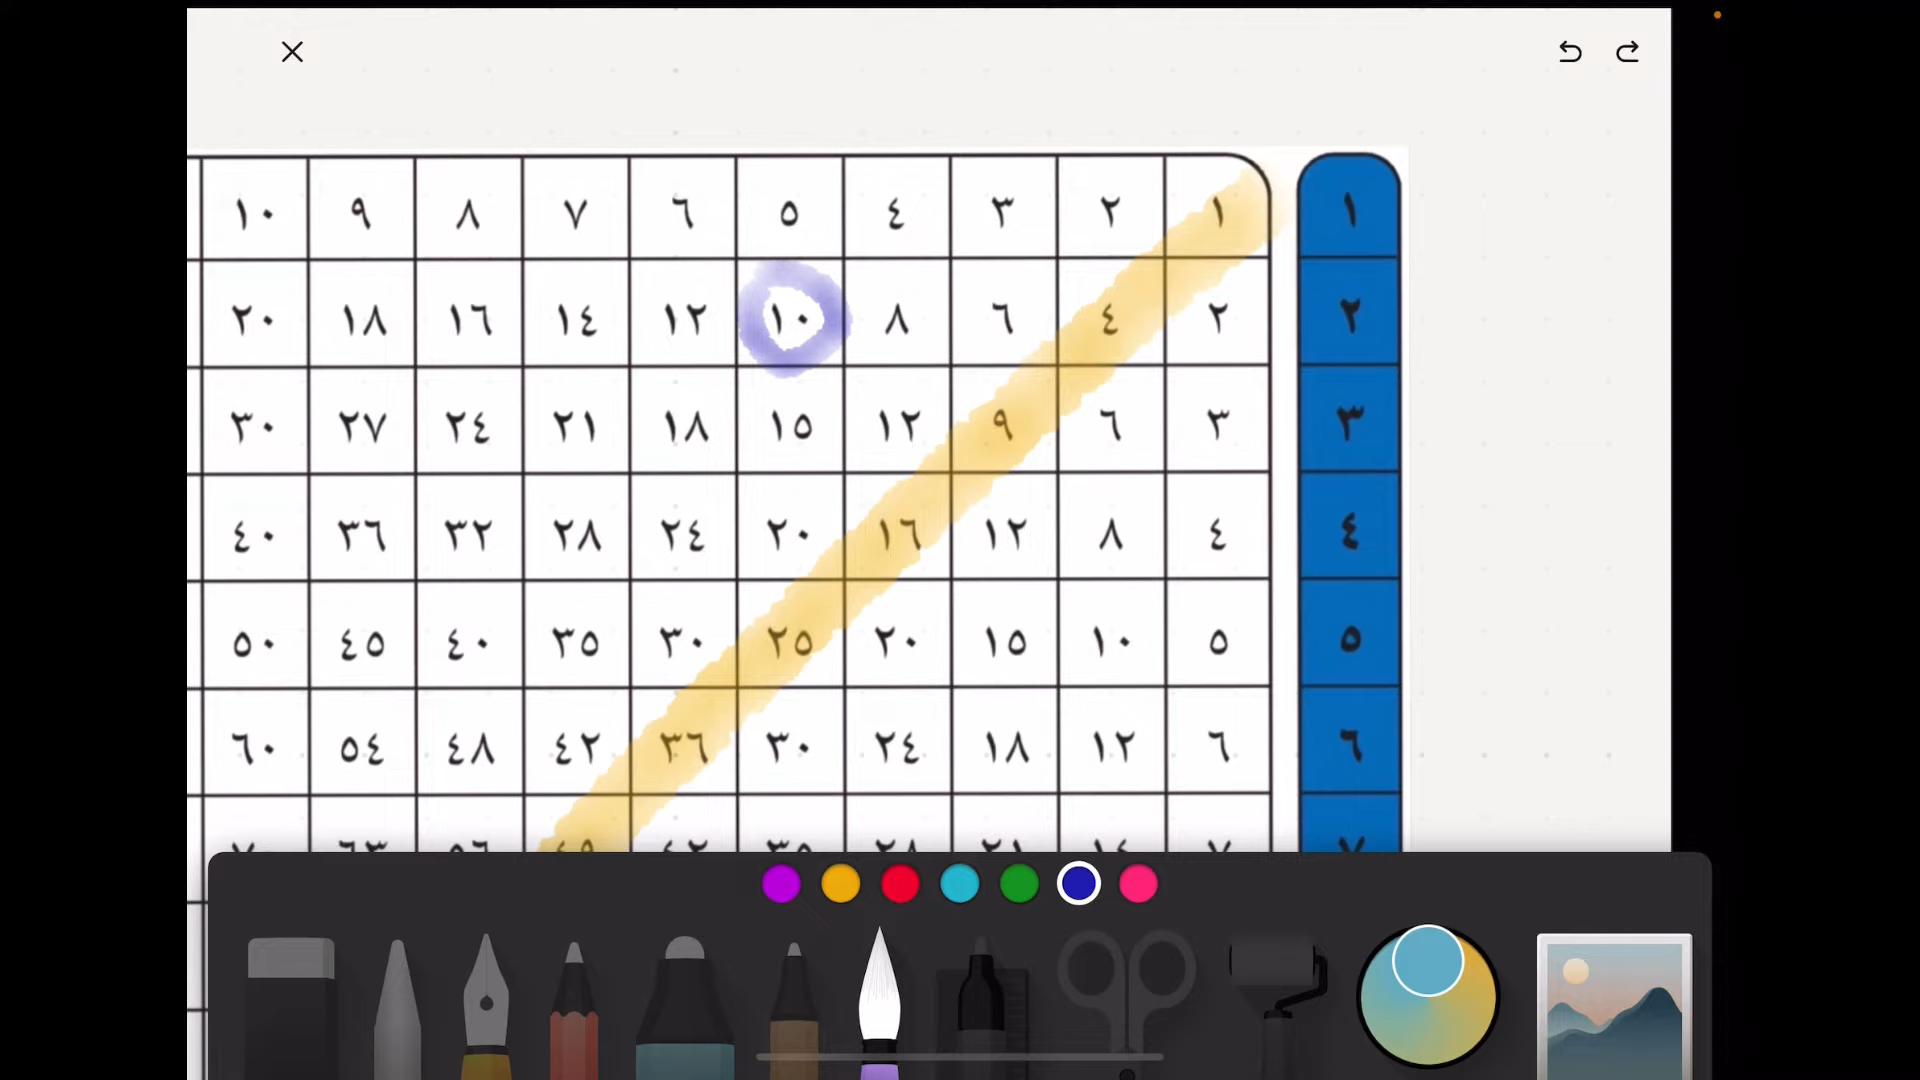 ١٠ ٩ ٨ ٧ ٦ ٥ ٤ ٣ ٢ ١ ١
٢٠ ١٨ ١٦ ١٤ ١٢ ١٠ ٨ ٦ ٤ ٢ ٢
٣٠ ٢٧ ٢٤ ٢١ ١٨ ١٥ ١٢ ٩ ٦ ٣ ٣
٤٠ ٣٦ ٣٢ ٢٨ ٢٤ ٢٠ ١٦ ١٢ ٨ ٤ ٤
٥٠ ٤٥ ٤٠ ٣٥ ٣٠ ٢٥ ٢٠ ١٥ ١٠ ٥ ٥
٦٠ ٥٤ ٤٨ ٤٢ ٣٦ ٣٠ ٢٤ ١٨ ١٢ ٦ ٦